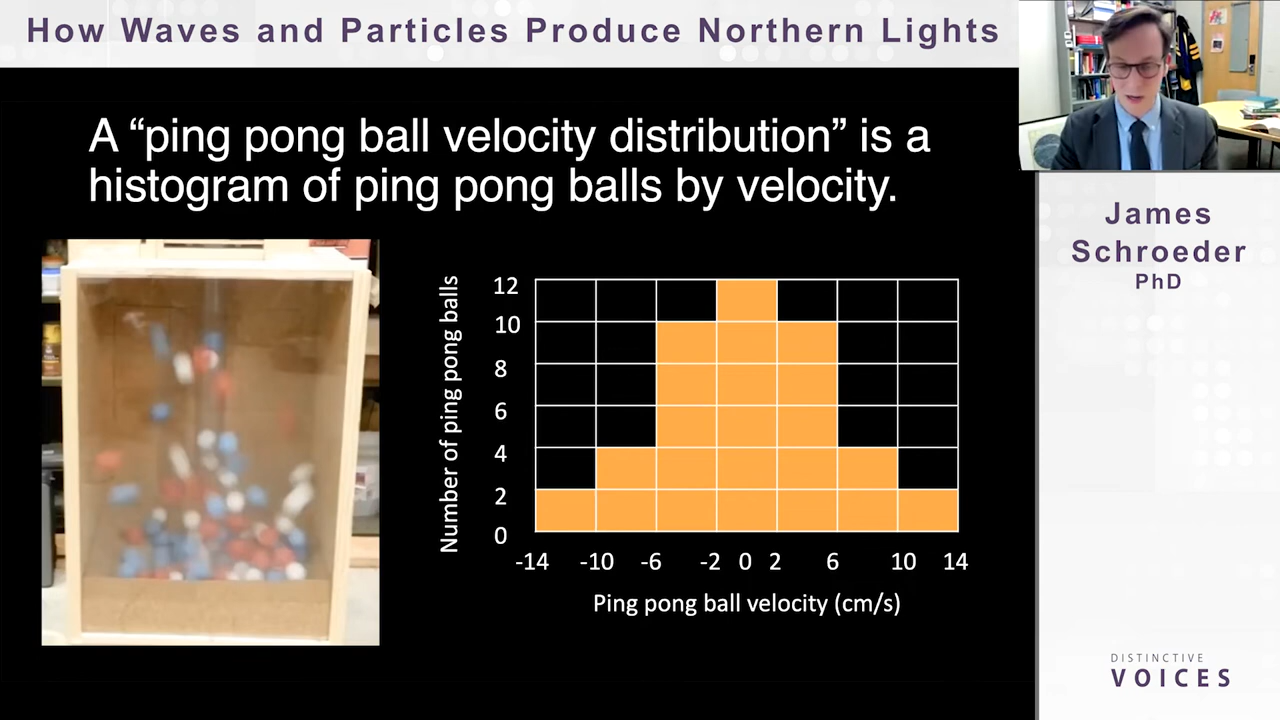 How Waves and Particles Produce Northern Lights
A “ping pong ball velocity distribution” is a
histogram of ping pong balls by velocity.
Number of ping pong balls
12
10
8
6
4
2
0
-14 -10 -6 -2 0 2 6 10 14
Ping pong ball velocity (cm/s)
James
Schroeder
PhD
DISTINCTIVE
VOICES